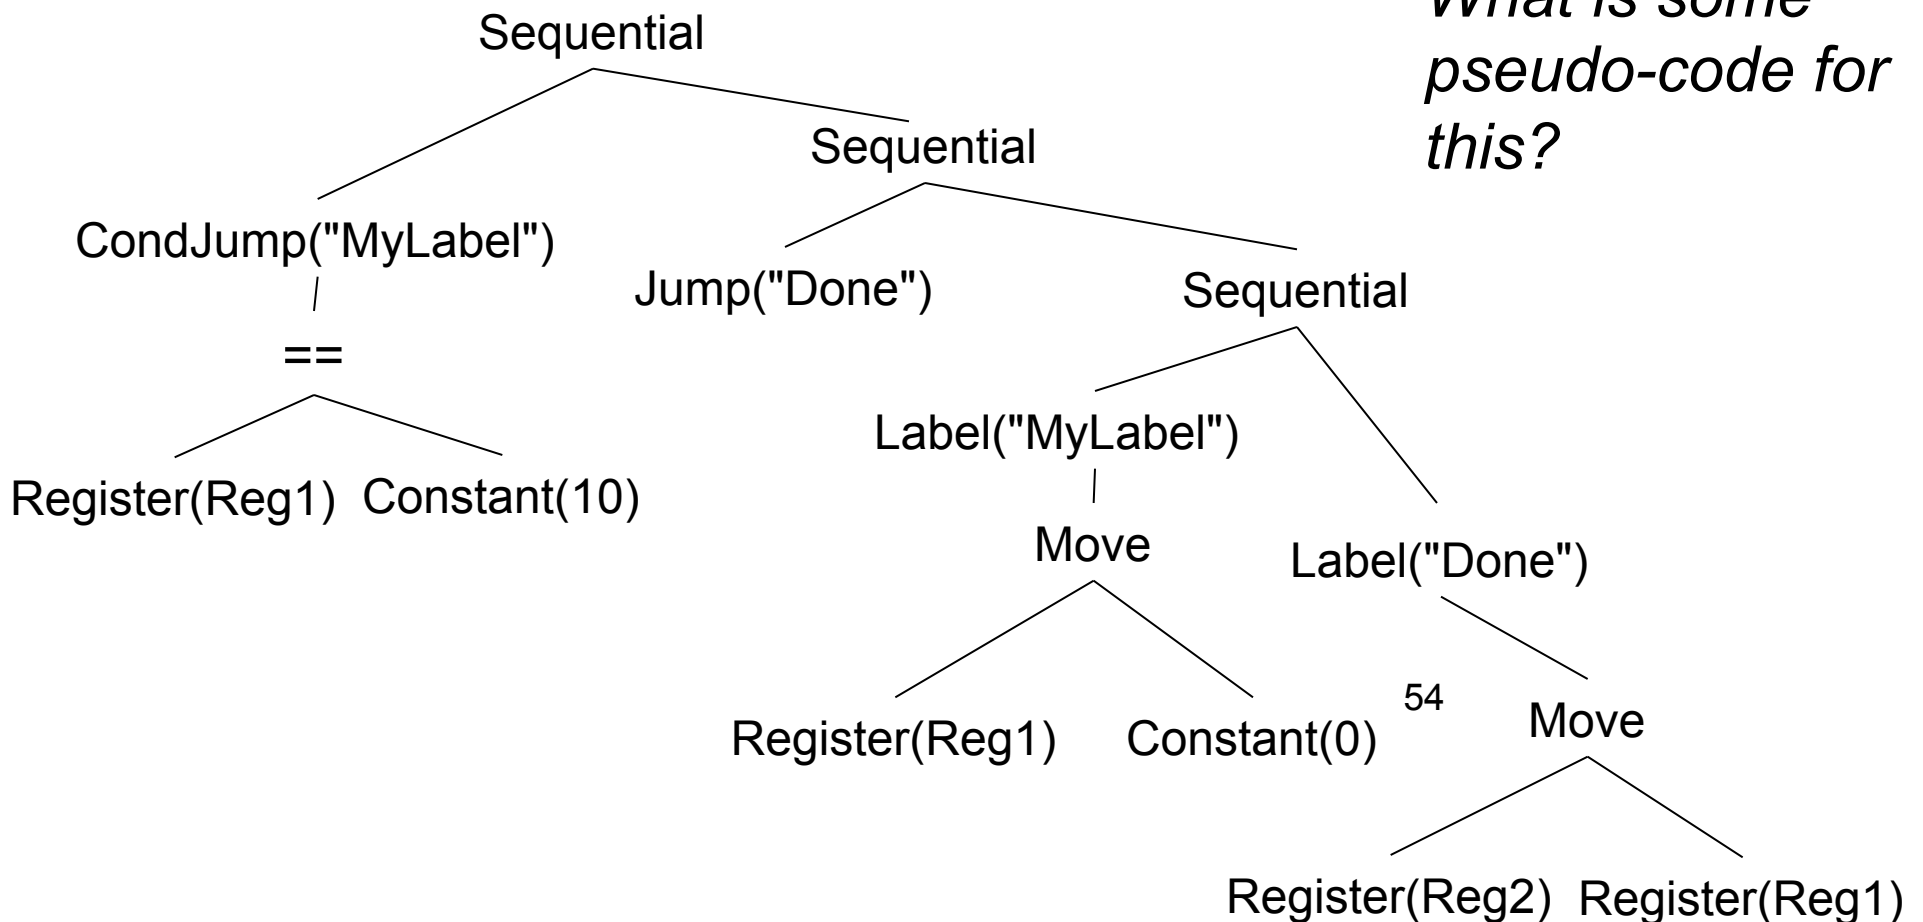 What is some
pseudo-code for
this?
Sequential
Sequential
CondJump("MyLabel")
Jump("Done")
Sequential
==
Label("MyLabel")
Register(Reg1) Constant(10)
Move
Label("Done")
Register(Reg1)
Constant(0)
54
Move
Register(Reg2) Register(Reg1)